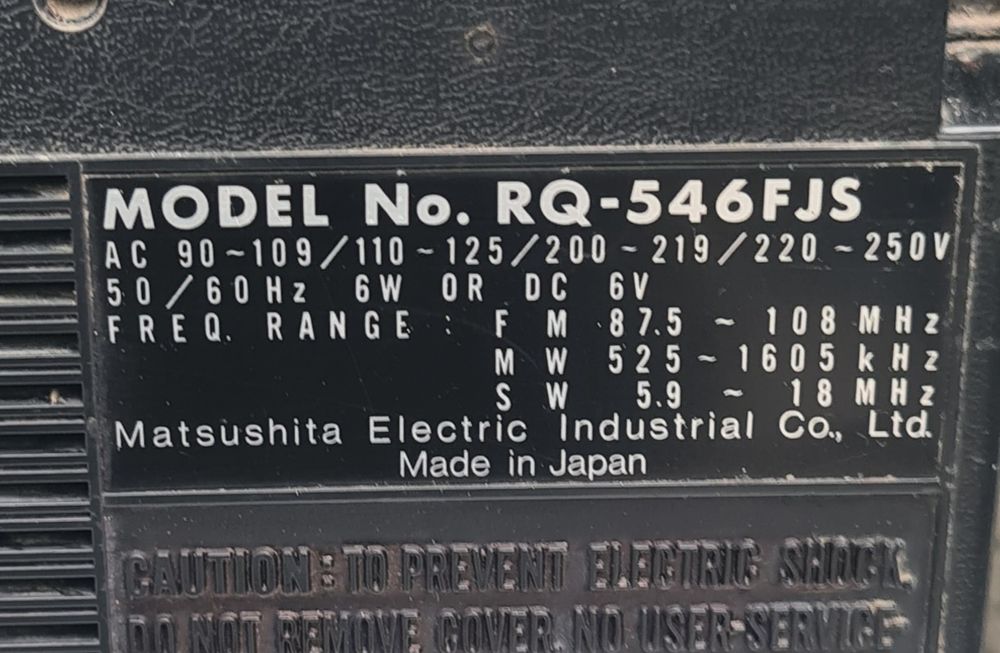 MODEL No. RQ-546FJS
AC 90~109/110~125/200~219/220~250V
50/60Hz 6W OR DC 6V
FREQ. RANGE : FM 87.5 ~ 108 MHz
MW 525~1605 kHz
SW 5.9 ~ 18 MHz
Matsushita Electric Industrial Co., Ltd.
Made in Japan
CAUTION: TO PREVENT ELECTRIC SHOCK
DO NOT REMOVE COVER. NO USER-SERVICE-